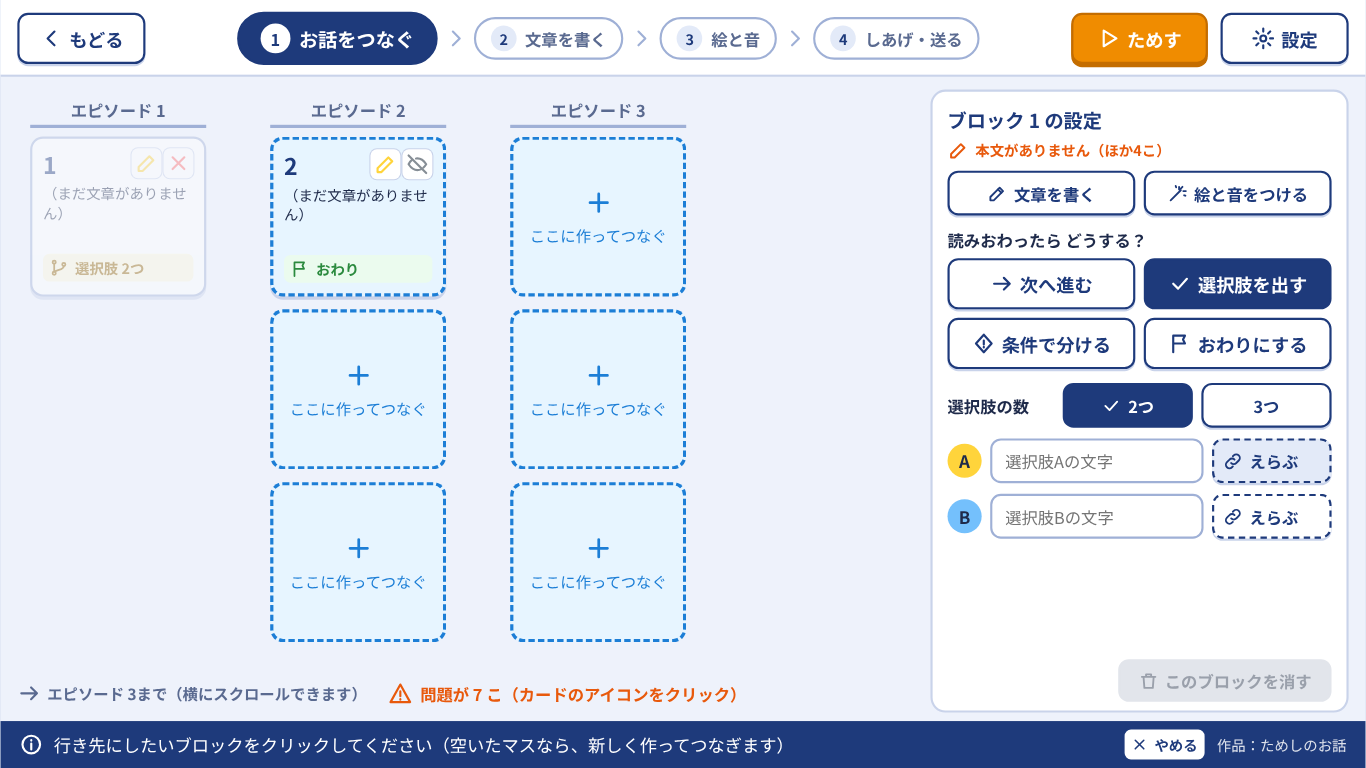 もどる
1 お話をつなぐ
2 文章を書く
3 絵と音
4 しあげ・送る
ためす
設定
エピソード 1
エピソード 2
エピソード 3
1
（まだ文章がありませ
ん）
選択肢 2つ
2
（まだ文章がありませ
ん）
おわり
ここに作ってつなぐ
ここに作ってつなぐ
ここに作ってつなぐ
ここに作ってつなぐ
ここに作ってつなぐ
エピソード 3まで（横にスクロールできます）
問題が 7 こ（カードのアイコンをクリック）
ブロック 1 の設定
本文がありません（ほか4こ）
文章を書く
絵と音をつける
読みおわったら どうする？
次へ進む
選択肢を出す
条件で分ける
おわりにする
選択肢の数
2つ
3つ
A 選択肢Aの文字 えらぶ
B 選択肢Bの文字 えらぶ
このブロックを消す
行き先にしたいブロックをクリックしてください（空いたマスなら、新しく作ってつなぎます）
やめる
作品：ためしのお話